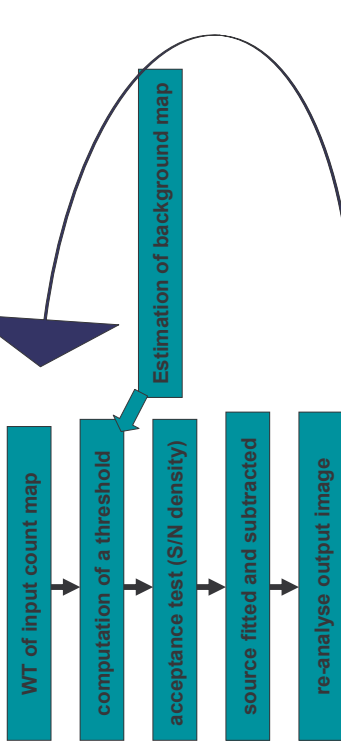 Estimation of background map
WT of input count map
computation of a threshold
acceptance test (S/N density)
source fitted and subtracted
re-analyse output image